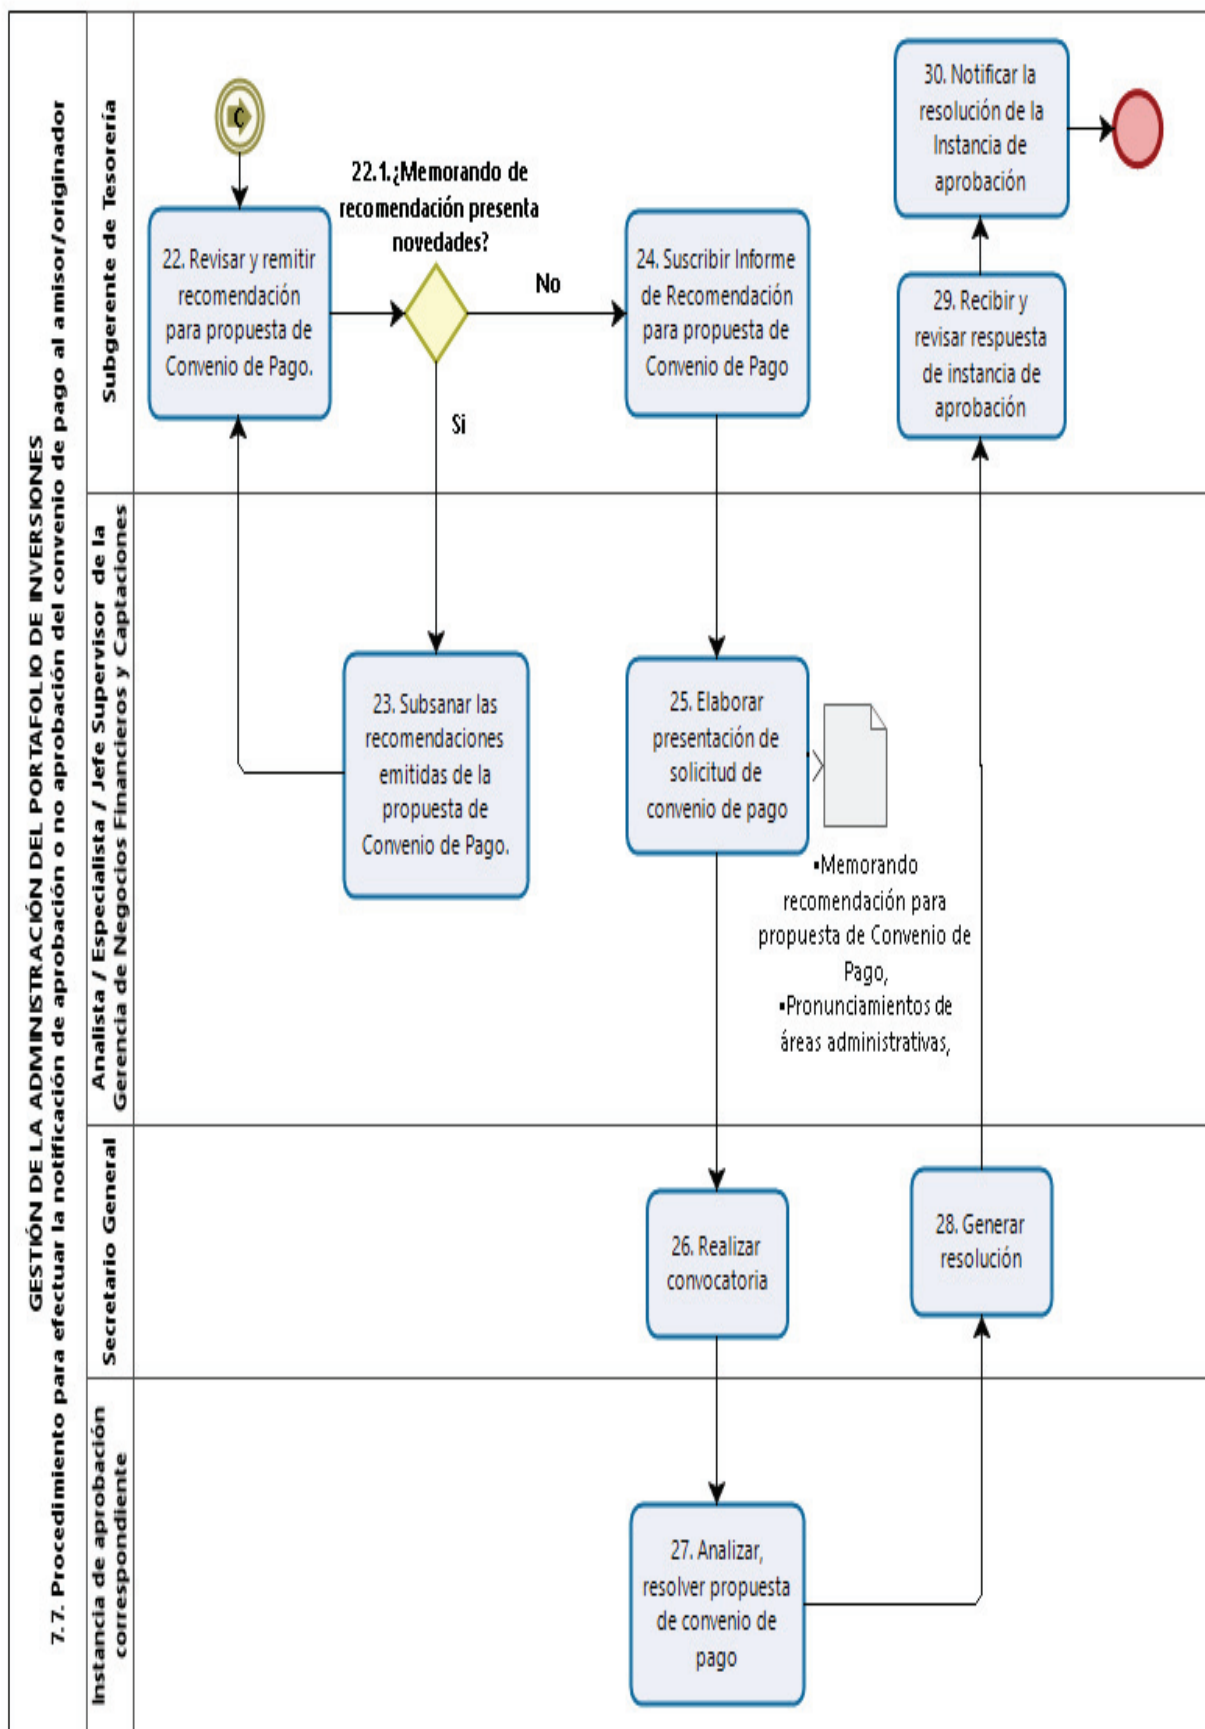 GESTIÓN DE LA ADMINISTRACIÓN DEL PORTAFOLIO DE INVERSIONES
7.7. Procedimiento para efectuar la notificación de aprobación o no aprobación del convenio de pago al amisor/originador
Subgerente de Tesorería
C
22. Revisar y remitir
recomendación
para propuesta de
Convenio de Pago.
22.1.¿Memorando de
recomendación presenta
novedades?
No
Si
24. Suscribir Informe
de Recomendación
para propuesta de
Convenio de Pago
30. Notificar la
resolución de la
Instancia de
aprobación
29. Recibir y
revisar respuesta
de instancia de
aprobación
Analista / Especialista / Jefe Supervisor de la
Gerencia de Negocios Financieros y Captaciones
23. Subsanar las
recomendaciones
emitidas de la
propuesta de
Convenio de Pago.
25. Elaborar
presentación de
solicitud de
convenio de pago
▪Memorando
recomendación para
propuesta de Convenio de
Pago,
▪Pronunciamientos de
áreas administrativas,
Secretario General
26. Realizar
convocatoria
28. Generar
resolución
Instancia de aprobación
correspondiente
27. Analizar,
resolver propuesta
de convenio de
pago